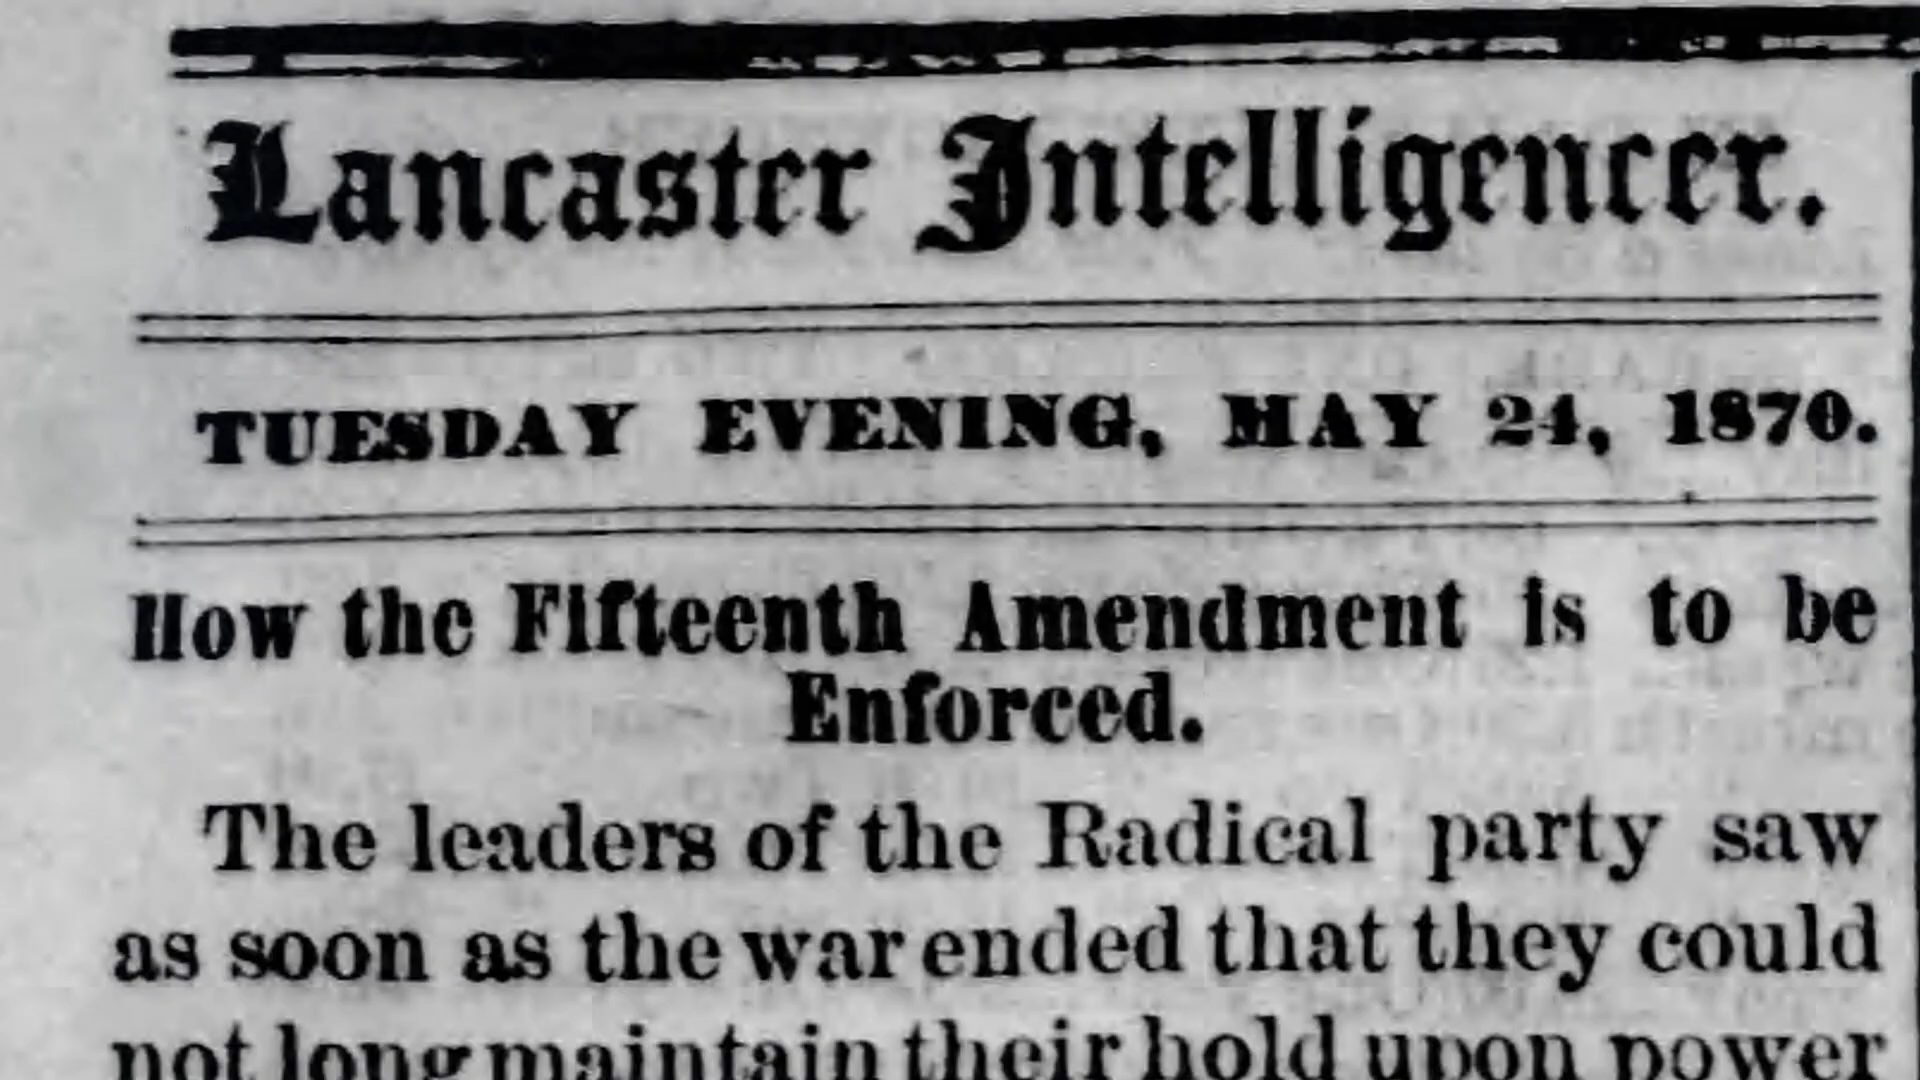 Lancaster Intelligencer.
TUESDAY EVENING, MAY 24, 1870.
How the Fifteenth Amendment is to be
Enforced.
The leaders of the Radical party saw
as soon as the war ended that they could
not long maintain their hold upon power